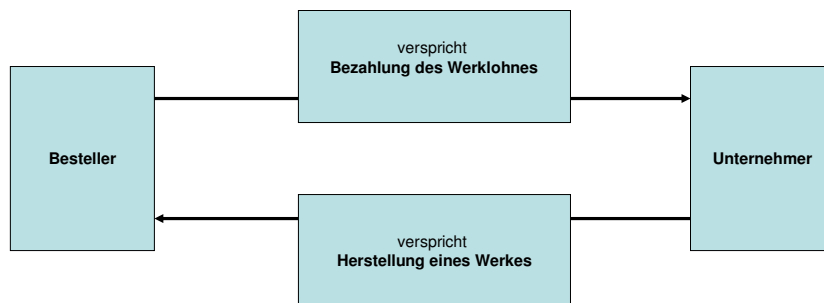 verspricht
Bezahlung des Werklohnes
Besteller
Unternehmer
verspricht
Herstellung eines Werkes